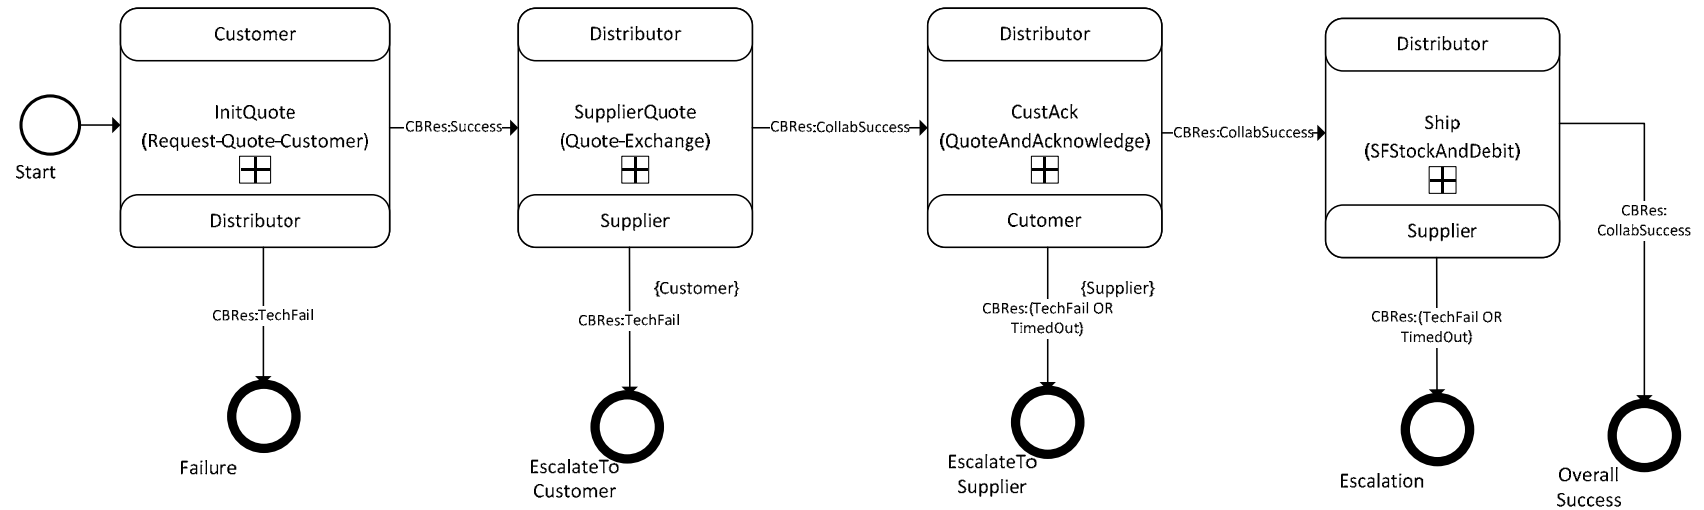 Start
Customer
InitQuote
(Request-Quote-Customer)
Distributor
CBRes:TechFail
Failure
CBRes:Success
Distributor
SupplierQuote
(Quote-Exchange)
Supplier
{Customer}
CBRes:TechFail
EscalateTo
Customer
CBRes:CollabSuccess
Distributor
CustAck
(QuoteAndAcknowledge)
Cutomer
{Supplier}
CBRes:(TechFail OR
TimedOut)
EscalateTo
Supplier
CBRes:CollabSuccess
Distributor
Ship
(SFStockAndDebit)
Supplier
CBRes:(TechFail OR
TimedOut)
Escalation
CBRes:
CollabSuccess
Overall
Success